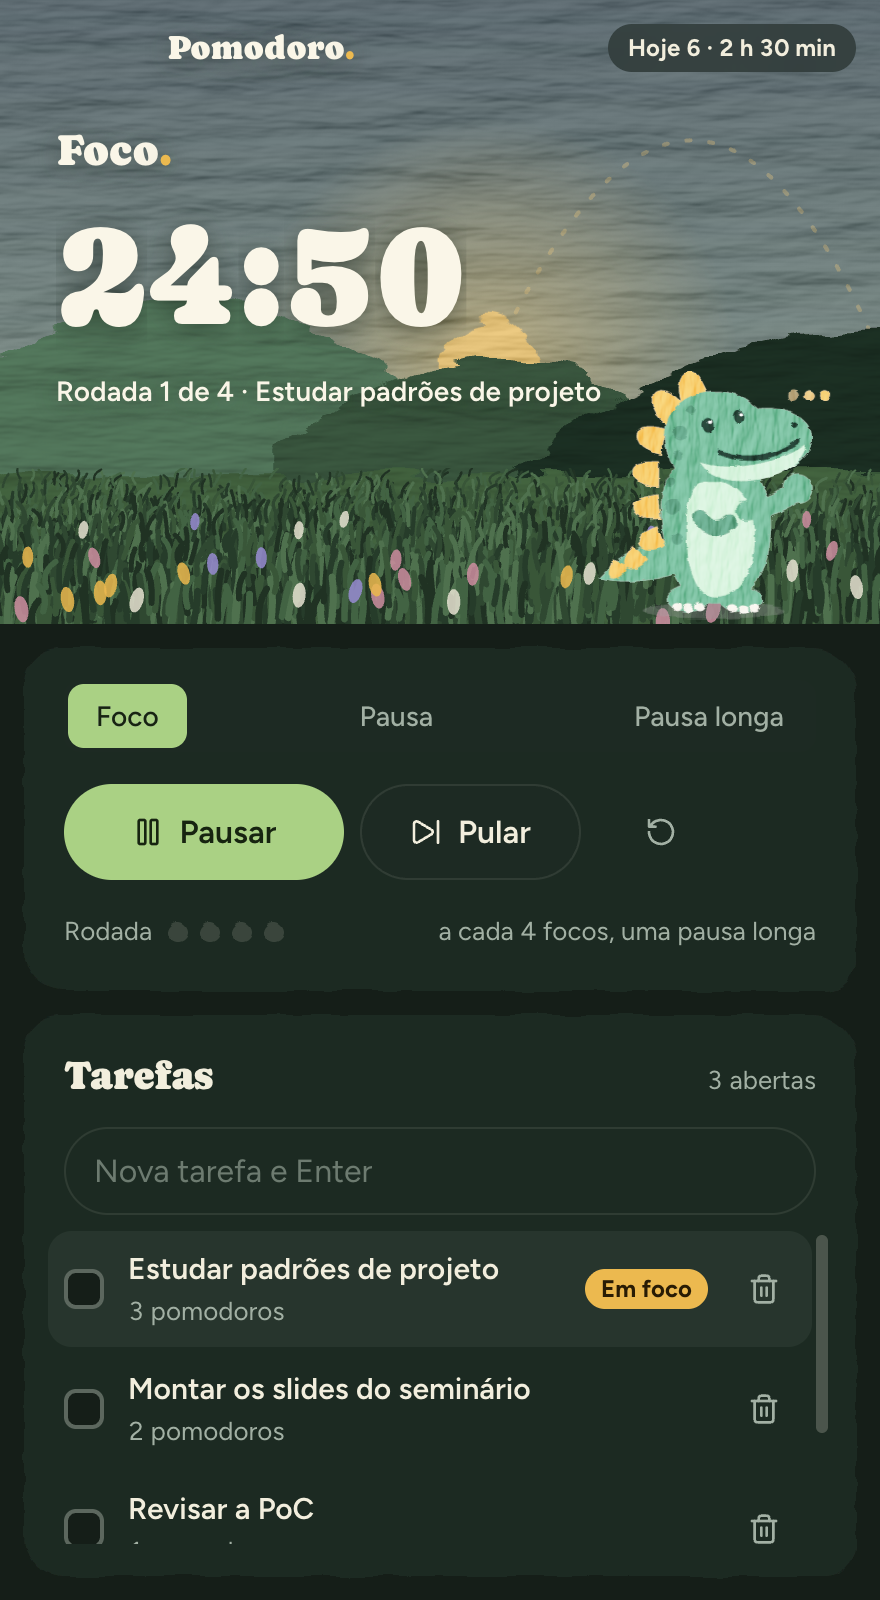 Pomodoro.
Hoje 6 · 2 h 30 min
Foco.
24:50
Rodada 1 de 4 · Estudar padrões de projeto
Foco
Pausa
Pausa longa
Pausar
Pular
Rodada
a cada 4 focos, uma pausa longa
Tarefas
3 abertas
Nova tarefa e Enter
Estudar padrões de projeto
3 pomodoros
Em foco
Montar os slides do seminário
2 pomodoros
Revisar a PoC